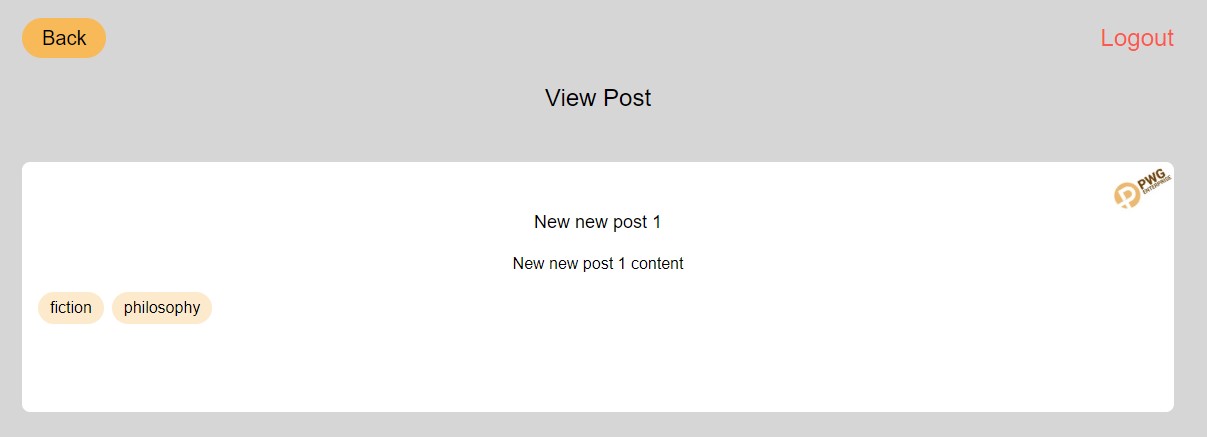 Back
Logout
View Post
PWG
ENTERPRISE
New new post 1
New new post 1 content
fiction
philosophy